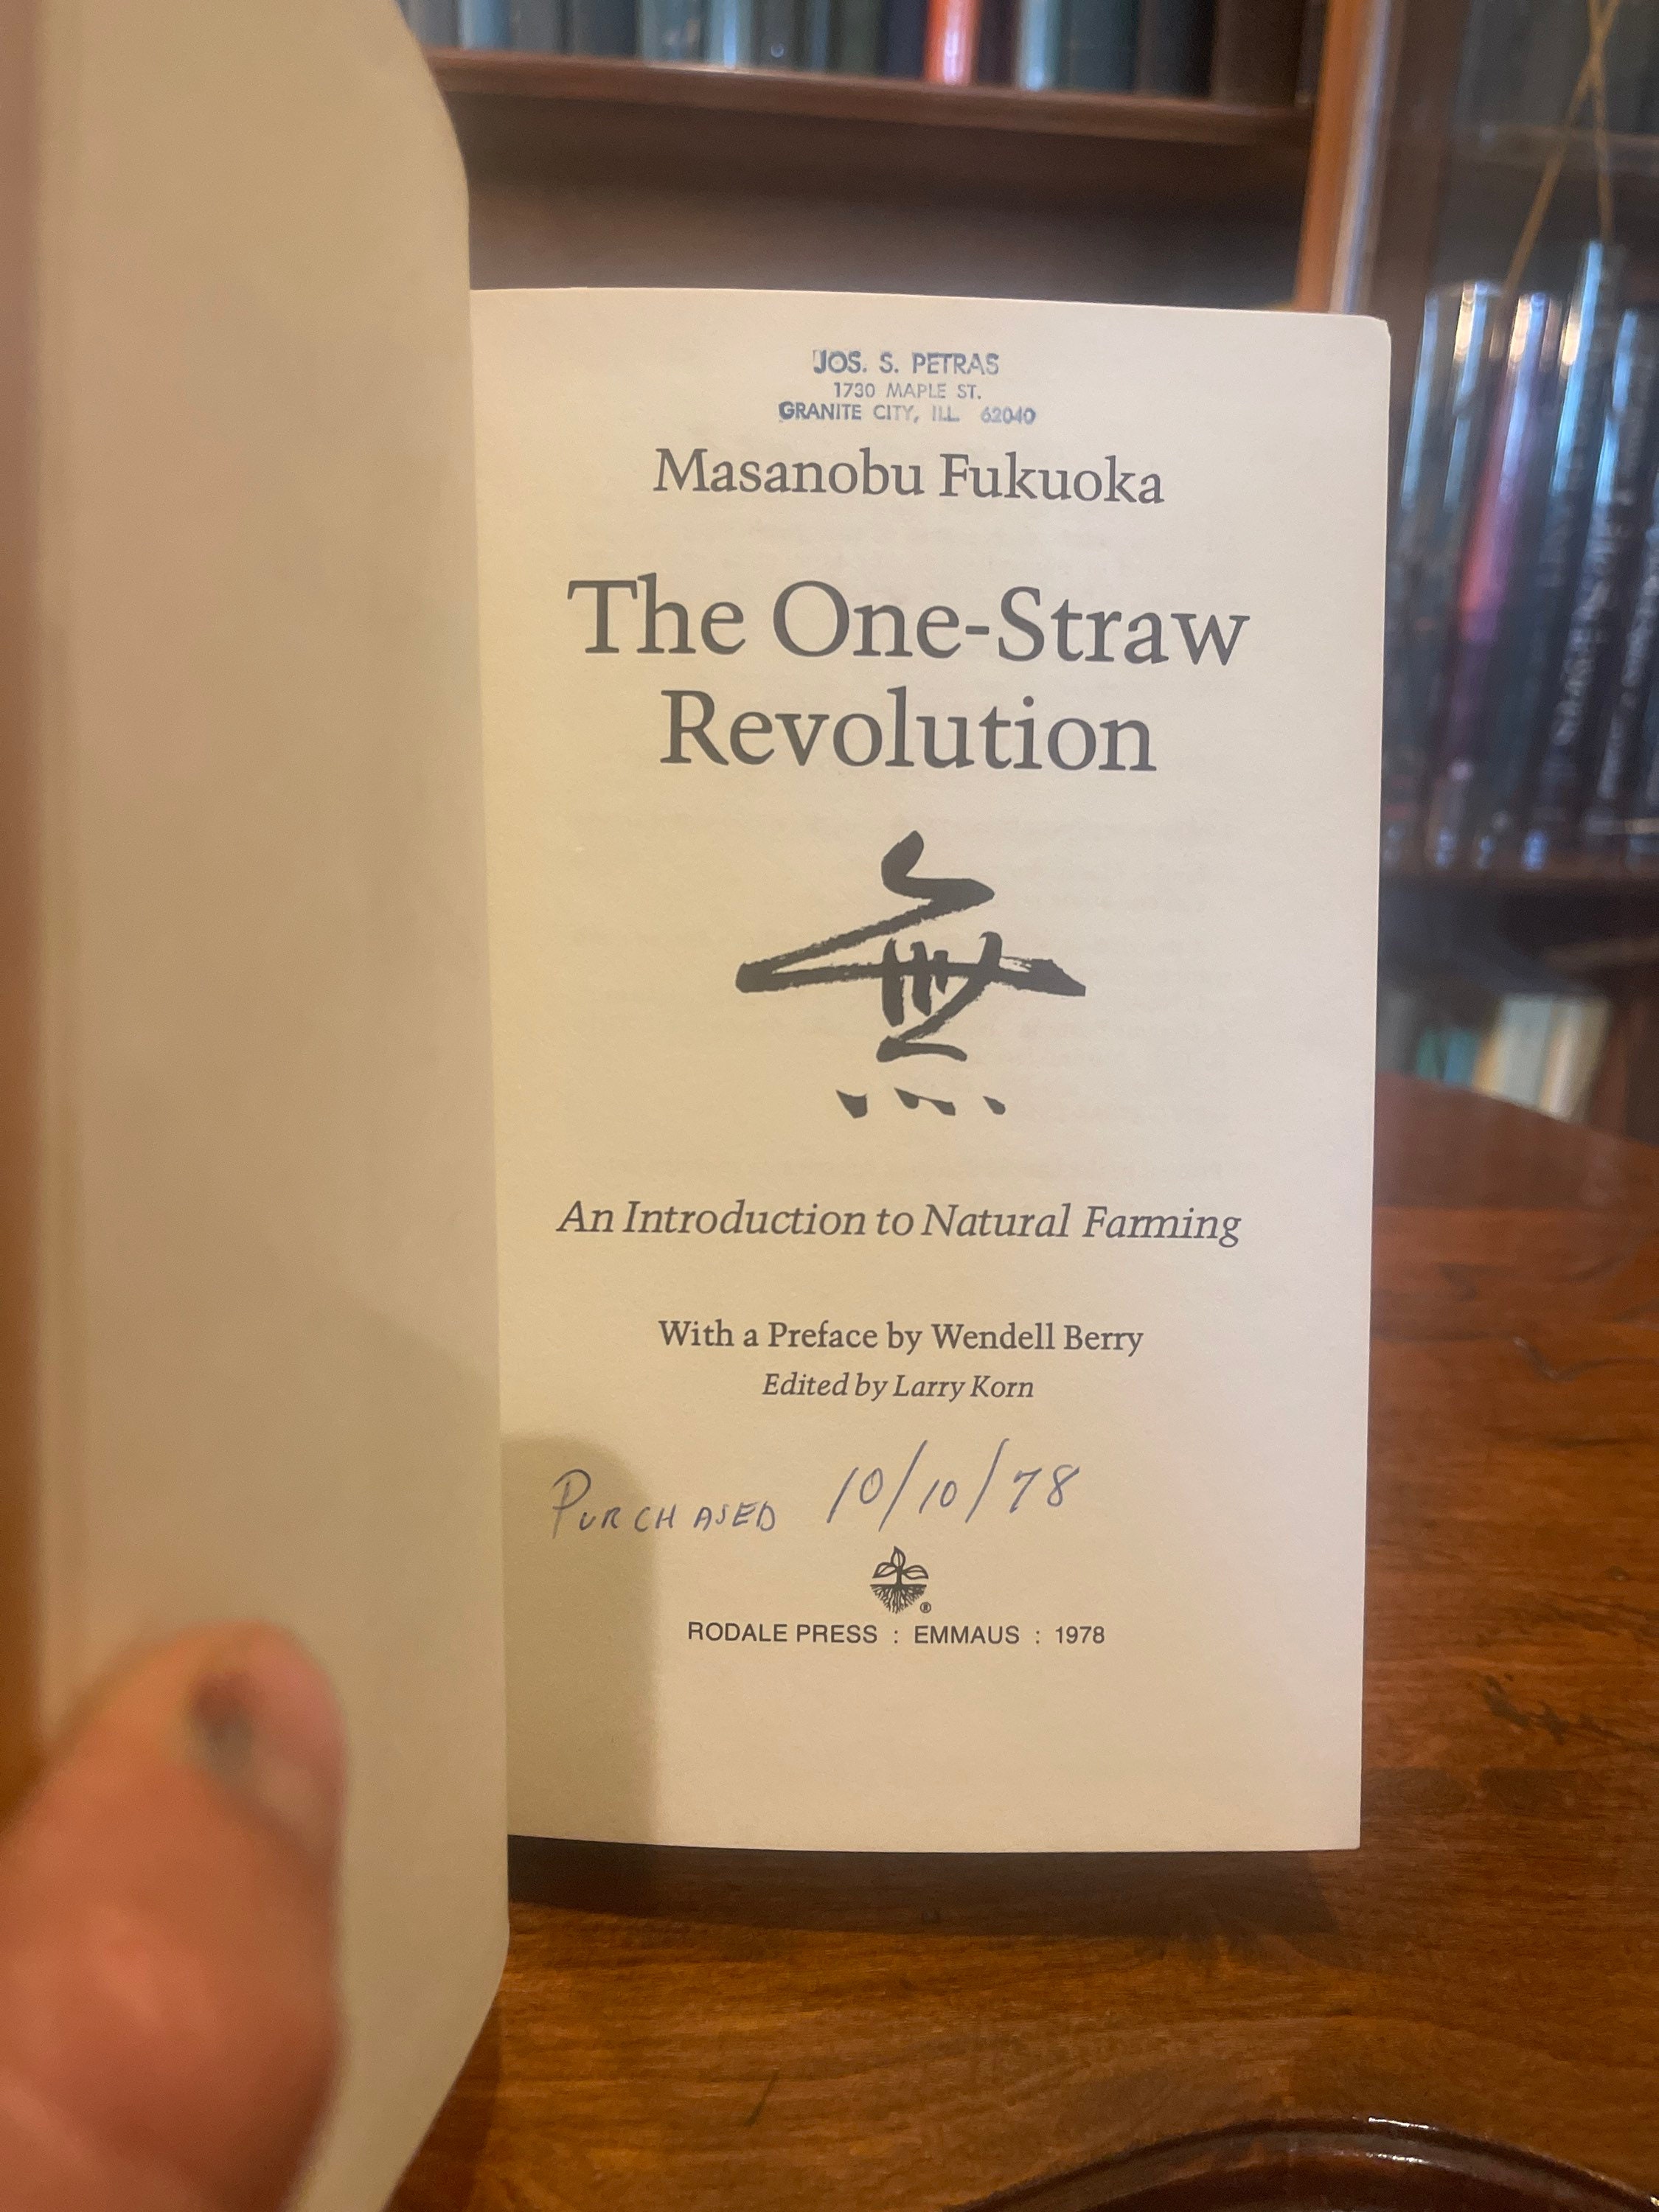 JOS. S. PETRAS
1730 MAPLE ST.
GRANITE CITY, ILL 62040
Masanobu Fukuoka
The One-Straw
Revolution
無
An Introduction to Natural Farming
With a Preface by Wendell Berry
Edited by Larry Korn
PURCHASED 10/10/78
®
RODALE PRESS : EMMAUS : 1978